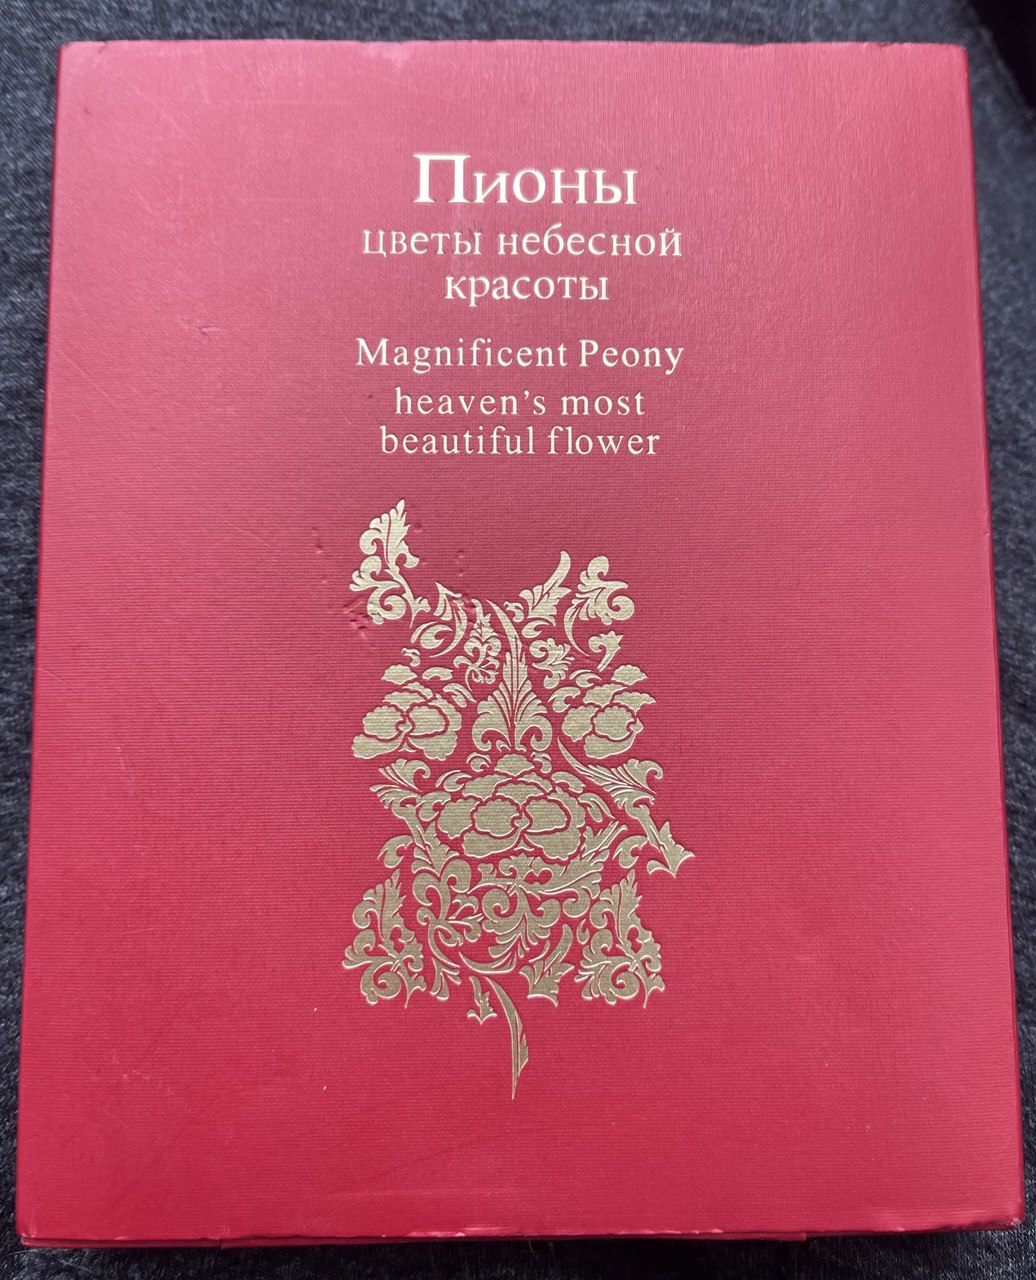 Пионы
цветы небесной
красоты
Magnificent Peony
heaven's most
beautiful flower